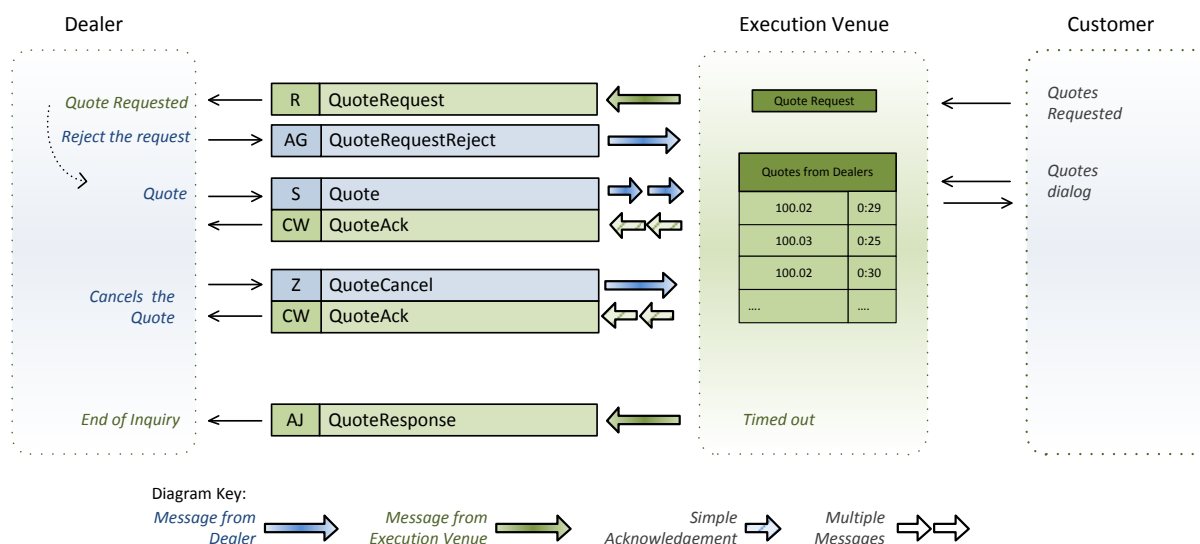 Dealer
Execution Venue
Customer
Quote Requested
R QuoteRequest
Quote Request
Quotes
Requested
Reject the request
AG QuoteRequestReject
Quotes from Dealers
Quotes
dialog
Quote
S Quote
100.02 0:29
CW QuoteAck
100.03 0:25
Z QuoteCancel
100.02 0:30
Cancels the
Quote
CW QuoteAck
.... ....
End of Inquiry
AJ QuoteResponse
Timed out
Diagram Key:
Message from
Dealer
Message from
Execution Venue
Simple
Acknowledgement
Multiple
Messages